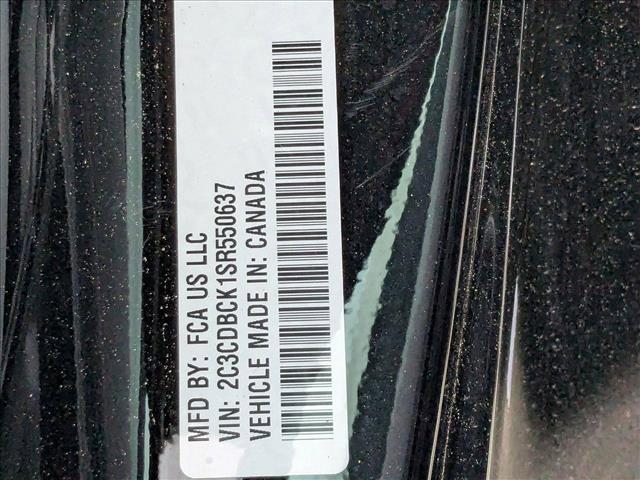 MFD BY: FCA US LLC
VIN: 2C3CDBCK1SR550637
VEHICLE MADE IN: CANADA